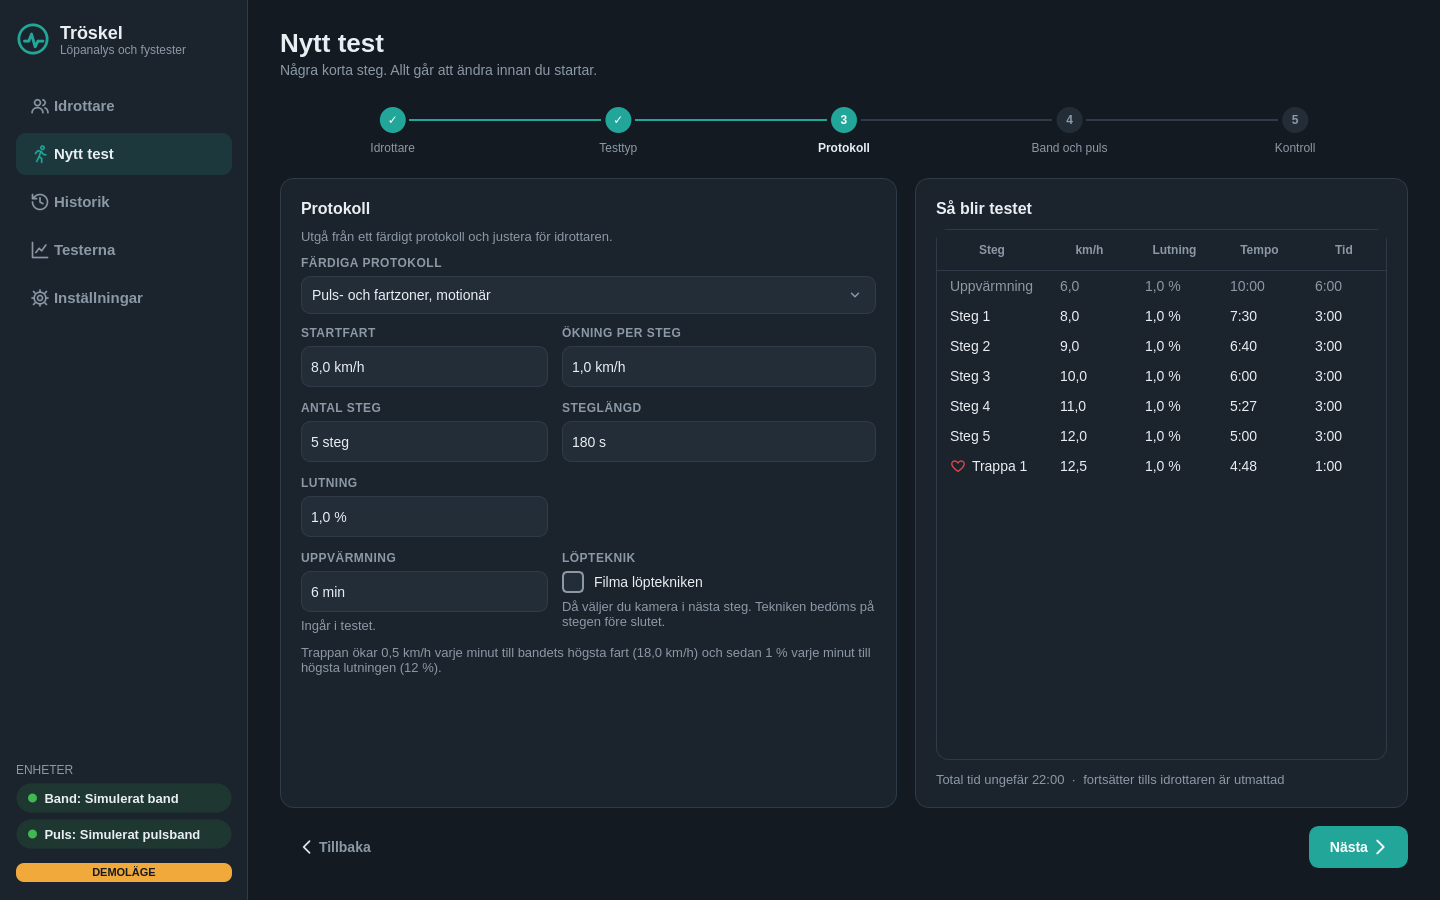 Tröskel
Löpanalys och fystester
Idrottare
Nytt test
Historik
Testerna
Inställningar
ENHETER
Band: Simulerat band
Puls: Simulerat pulsband
DEMOLÄGE
Nytt test
Några korta steg. Allt går att ändra innan du startar.
✓ ✓ 3 4 5
Idrottare Testtyp Protokoll Band och puls Kontroll
Protokoll
Utgå från ett färdigt protokoll och justera för idrottaren.
FÄRDIGA PROTOKOLL
Puls- och fartzoner, motionär
STARTFART ÖKNING PER STEG
8,0 km/h 1,0 km/h
ANTAL STEG STEGLÄNGD
5 steg 180 s
LUTNING
1,0 %
UPPVÄRMNING LÖPTEKNIK
6 min Filma löptekniken
Ingår i testet.
Då väljer du kamera i nästa steg. Tekniken bedöms på
stegen före slutet.
Trappan ökar 0,5 km/h varje minut till bandets högsta fart (18,0 km/h) och sedan 1 % varje minut till
högsta lutningen (12 %).
Så blir testet
Steg km/h Lutning Tempo Tid
Uppvärmning 6,0 1,0 % 10:00 6:00
Steg 1 8,0 1,0 % 7:30 3:00
Steg 2 9,0 1,0 % 6:40 3:00
Steg 3 10,0 1,0 % 6:00 3:00
Steg 4 11,0 1,0 % 5:27 3:00
Steg 5 12,0 1,0 % 5:00 3:00
Trappa 1 12,5 1,0 % 4:48 1:00
Total tid ungefär 22:00 · fortsätter tills idrottaren är utmattad
Tillbaka
Nästa